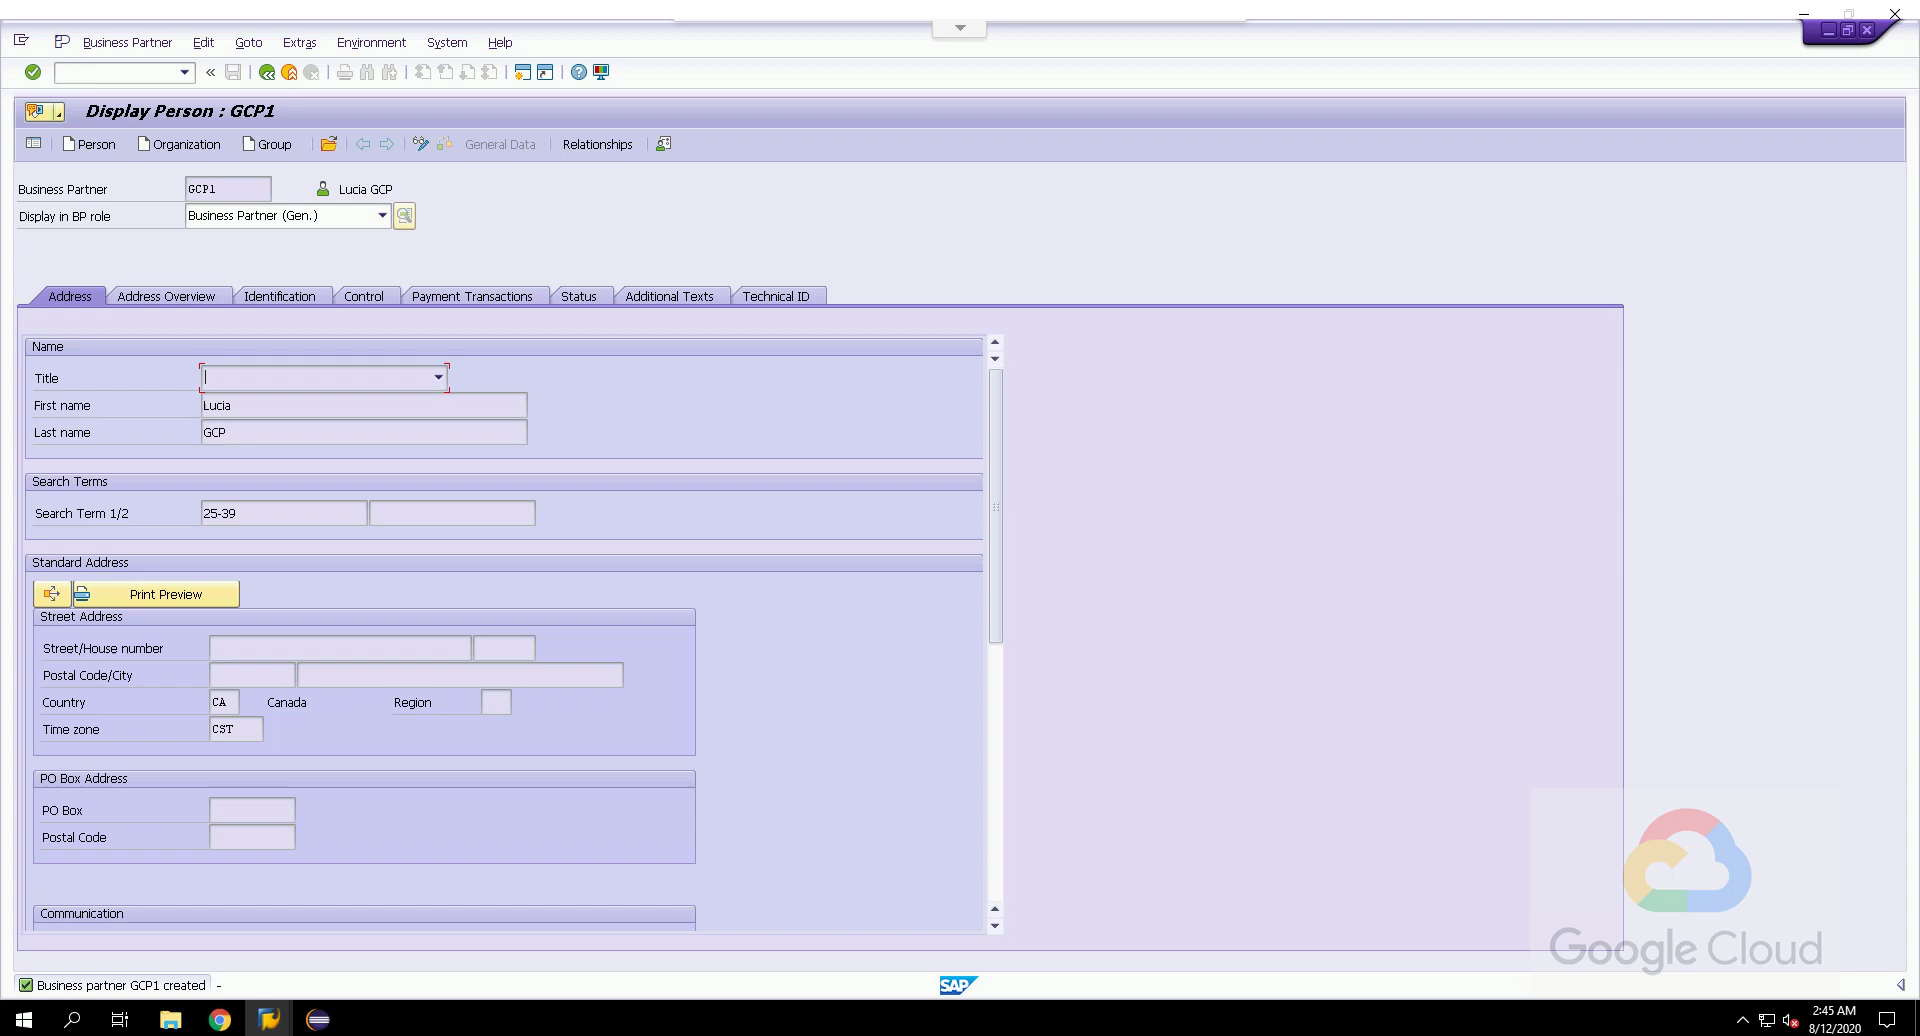 Business Partner Edit Goto Extras Environment System Help
Display Person : GCP1
Person Organization Group General Data Relationships
Business Partner GCP1 Lucia GCP
Display in BP role Business Partner (Gen.)
Address Address Overview Identification Control Payment Transactions Status Additional Texts Technical ID
Name
Title
First name Lucia
Last name GCP
Search Terms
Search Term 1/2 25-39
Standard Address
Print Preview
Street Address
Street/House number
Postal Code/City
Country CA Canada Region
Time zone CST
PO Box Address
PO Box
Postal Code
Communication
Google Cloud
Business partner GCP1 created -
SAP
2:45 AM
8/12/2020